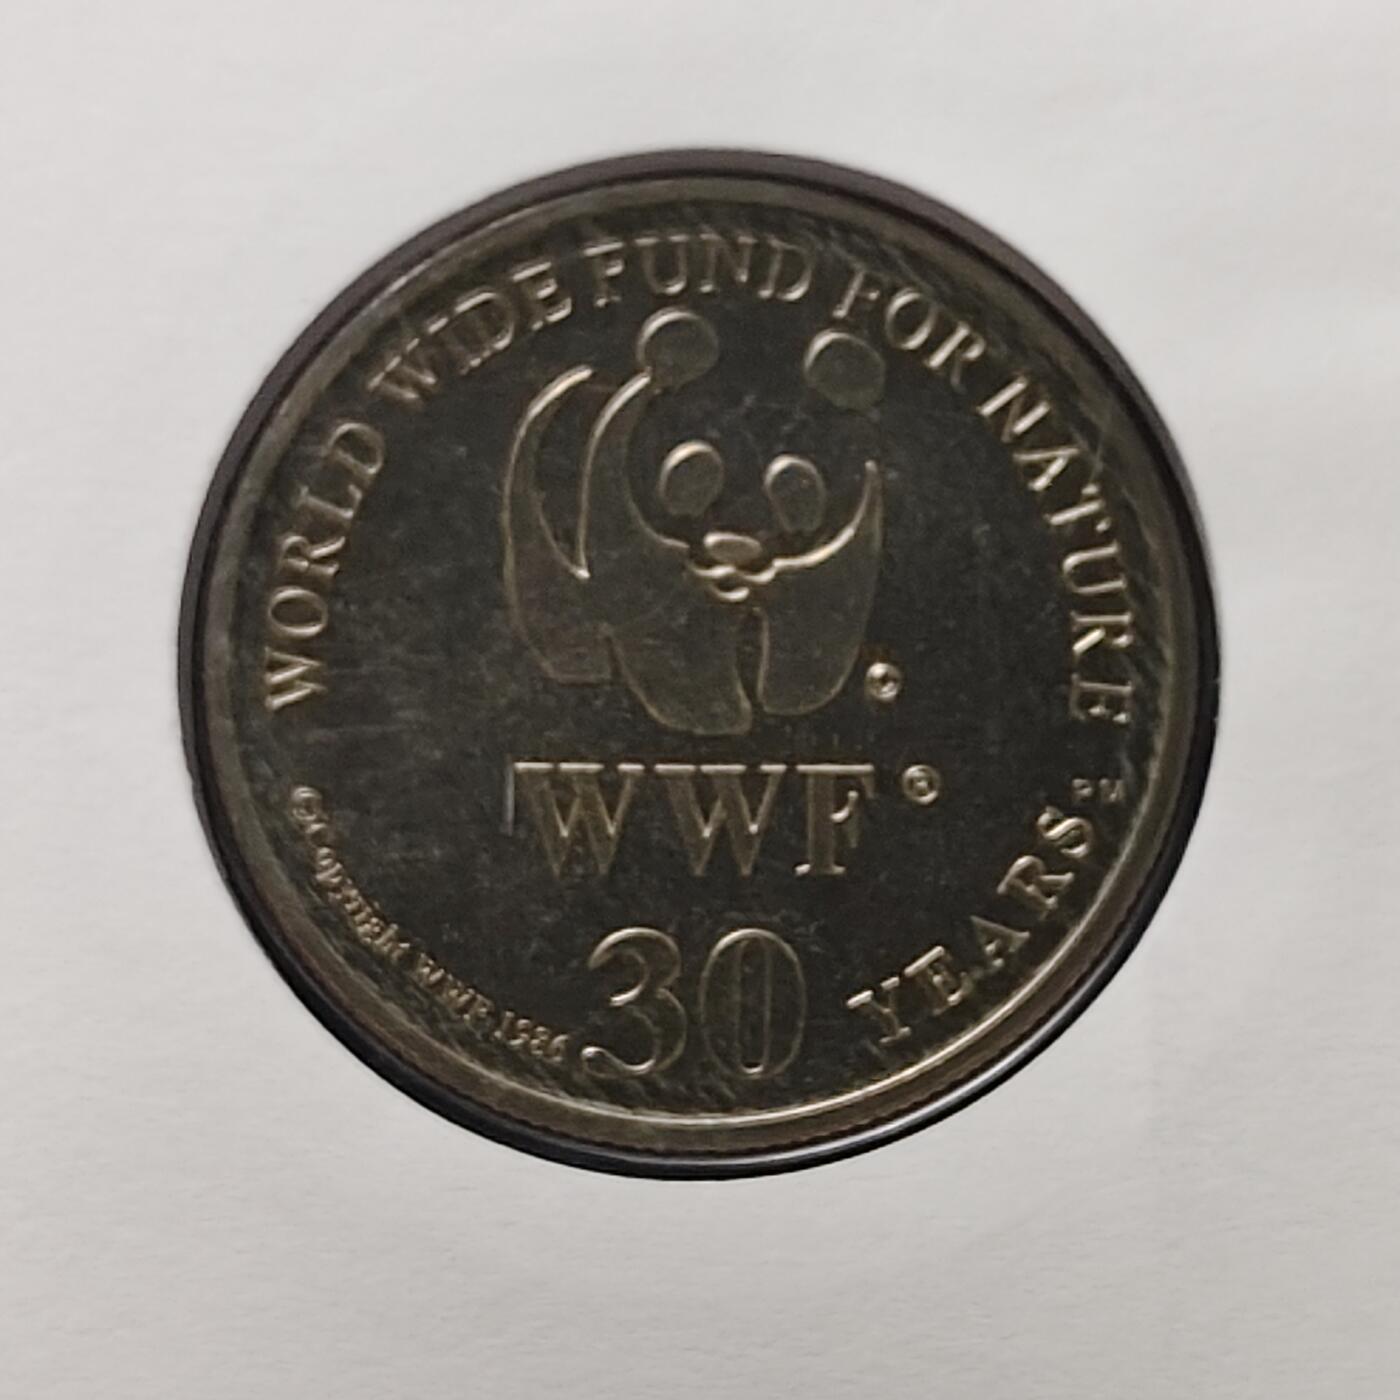 WORLD WIDE FUND FOR NATURE
©
WWF ®
30 YEARS
PM
© Copyright WWF 1986